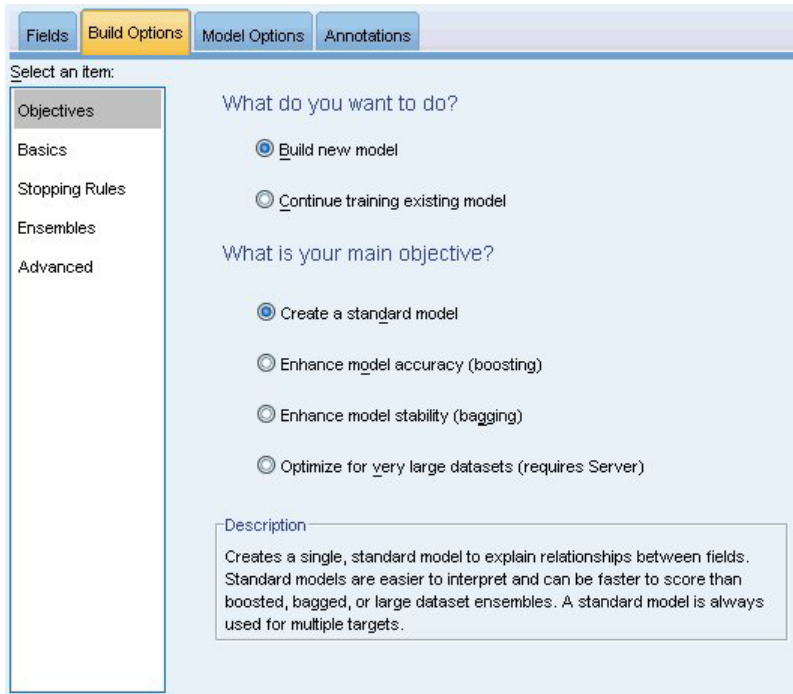 Fields Build Options Model Options Annotations
Select an item:
Objectives
Basics
Stopping Rules
Ensembles
Advanced
What do you want to do?
Build new model
Continue training existing model
What is your main objective?
Create a standard model
Enhance model accuracy (boosting)
Enhance model stability (bagging)
Optimize for very large datasets (requires Server)
Description
Creates a single, standard model to explain relationships between fields.
Standard models are easier to interpret and can be faster to score than
boosted, bagged, or large dataset ensembles. A standard model is always
used for multiple targets.